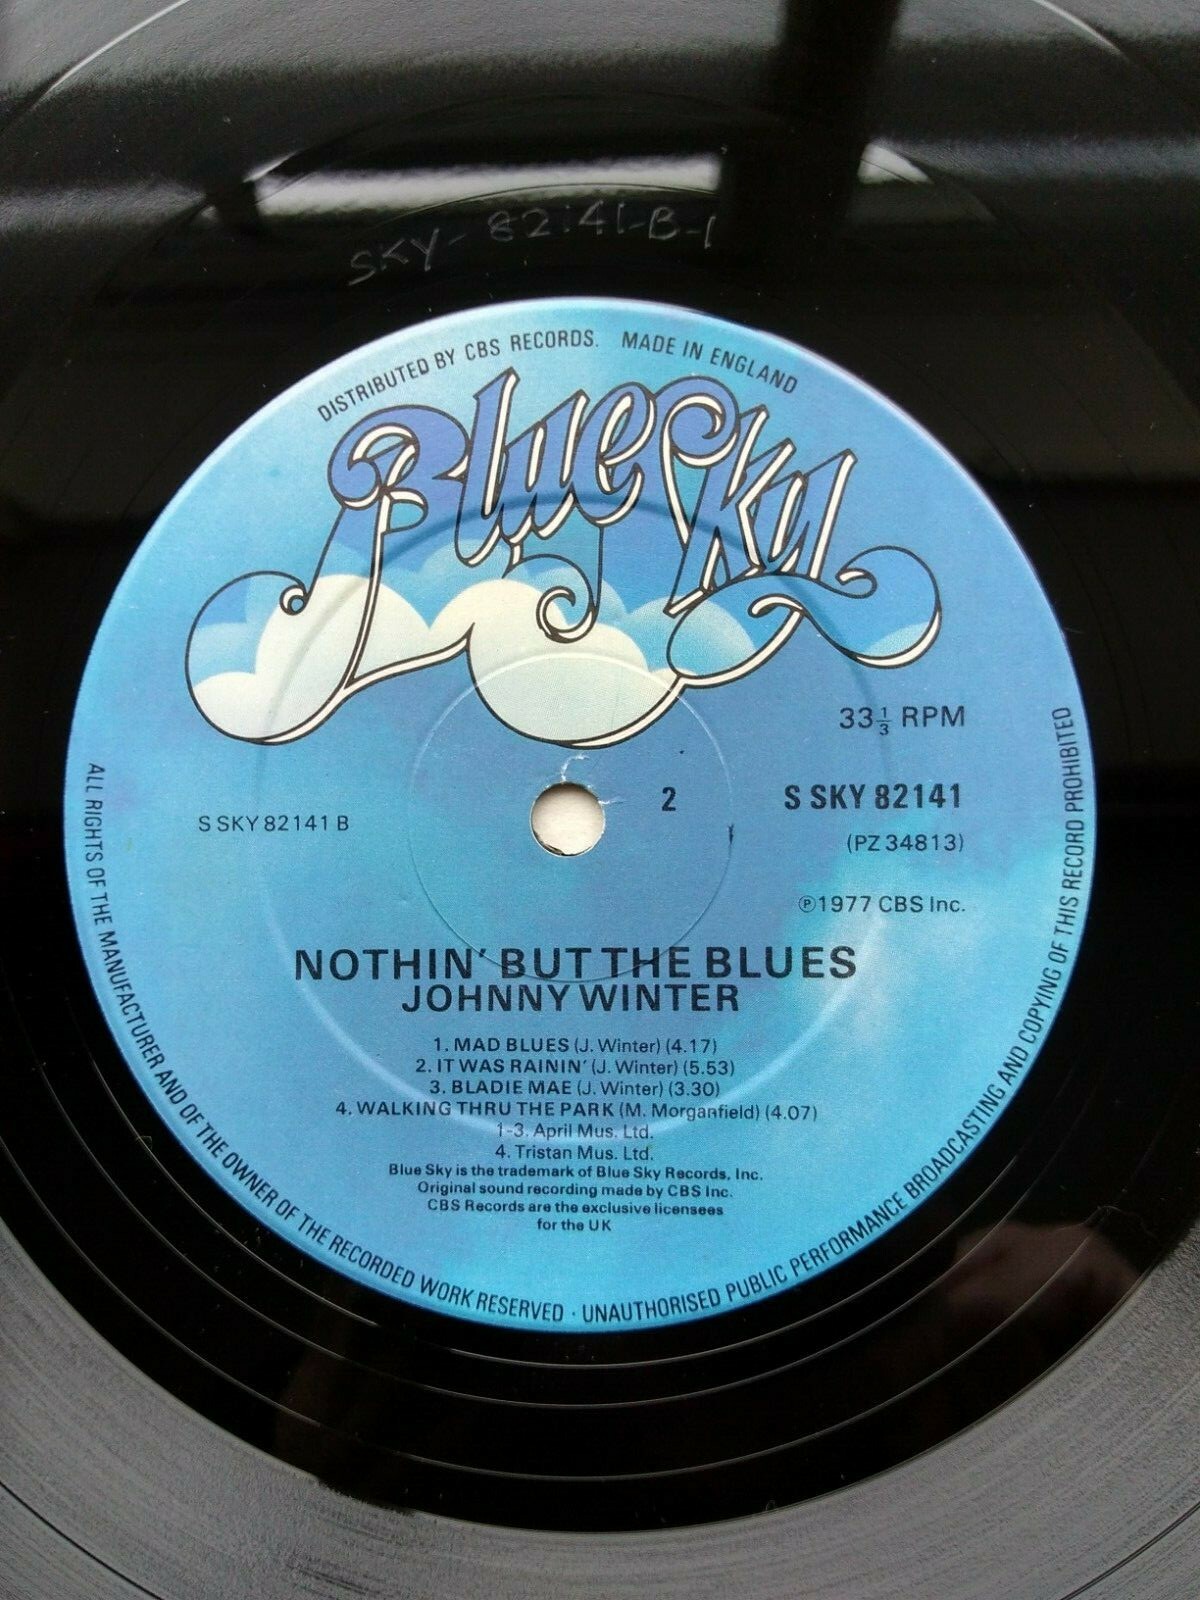 SKY-82141-B-1
DISTRIBUTED BY CBS RECORDS. MADE IN ENGLAND
Blue Sky
33⅓ RPM
2
S SKY 82141
S SKY 82141 B
(PZ 34813)
℗1977 CBS Inc.
NOTHIN' BUT THE BLUES
JOHNNY WINTER
1. MAD BLUES (J. Winter) (4.17)
2. IT WAS RAININ' (J. Winter) (5.53)
3. BLADIE MAE (J. Winter) (3.30)
4. WALKING THRU THE PARK (M. Morganfield) (4.07)
1-3. April Mus. Ltd.
4. Tristan Mus. Ltd.
Blue Sky is the trademark of Blue Sky Records, Inc.
Original sound recording made by CBS Inc.
CBS Records are the exclusive licensees
for the UK
ALL RIGHTS OF THE MANUFACTURER AND OF THE OWNER OF THE RECORDED WORK RESERVED · UNAUTHORISED PUBLIC PERFORMANCE BROADCASTING AND COPYING OF THIS RECORD PROHIBITED